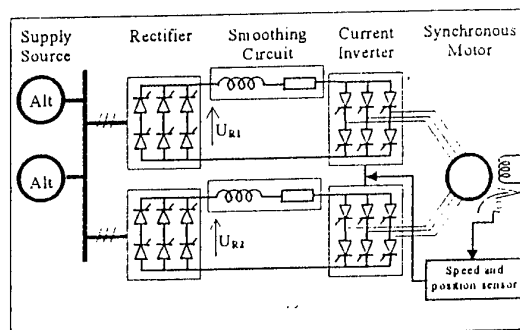 Supply
Source
Rectifier
Smoothing
Circuit
Current
Inverter
Synchronous
Motor
Alt
U_R1
Alt
U_R2
Speed and
position sensor